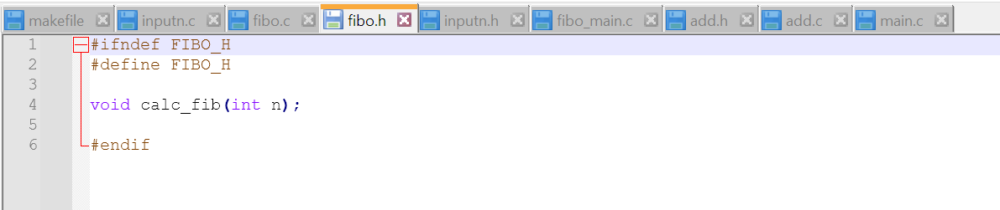 makefile inputn.c fibo.c fibo.h inputn.h fibo_main.c add.h add.c main.c
1 #ifndef FIBO_H
2 #define FIBO_H
3
4 void calc_fib(int n);
5
6 #endif